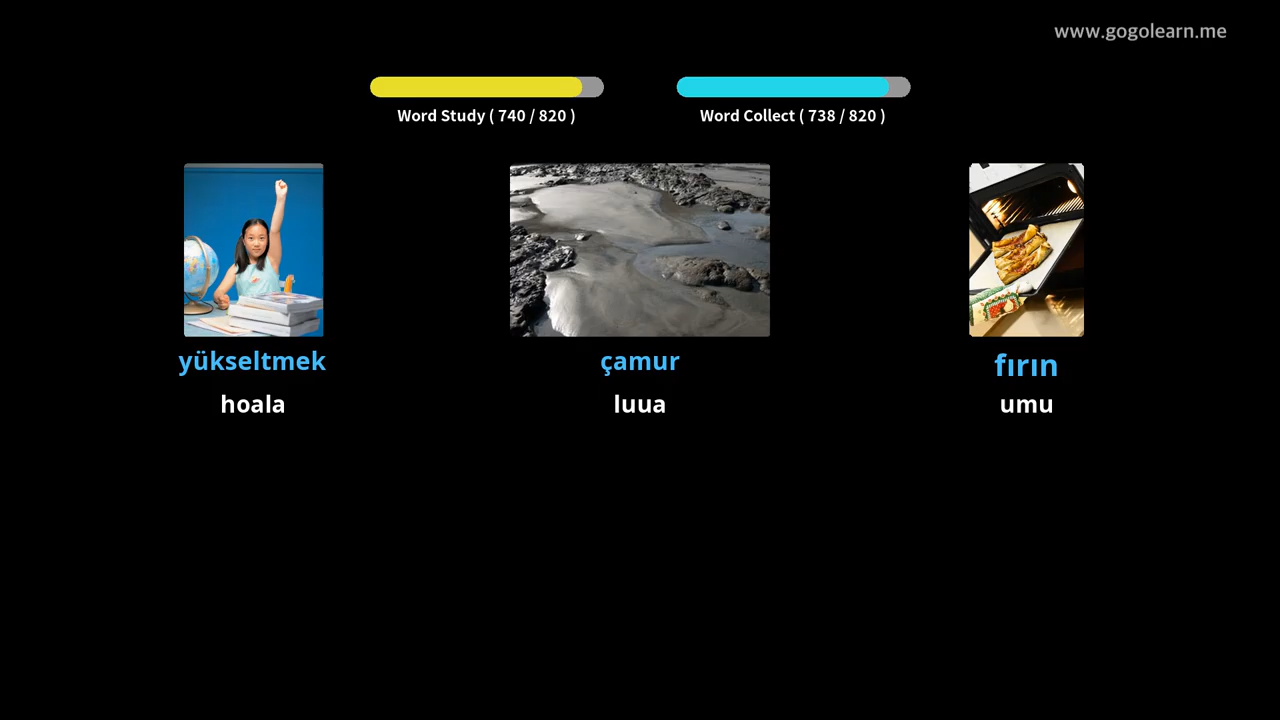 www.gogolearn.me
Word Study ( 740 / 820 )
Word Collect ( 738 / 820 )
yükseltmek
hoala
çamur
luua
fırın
umu